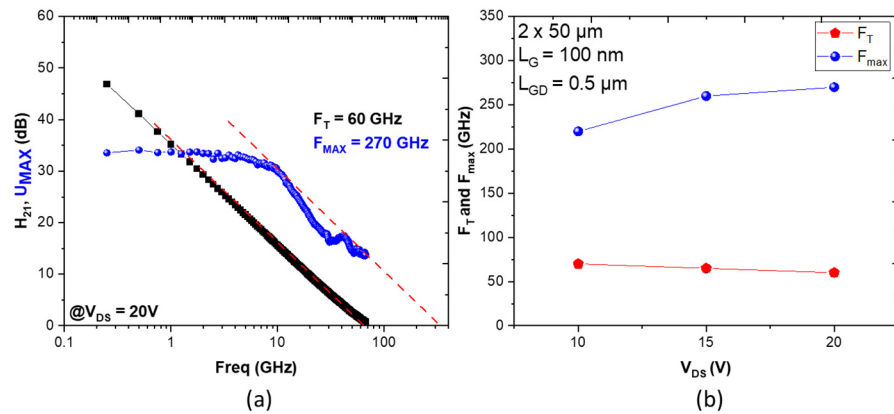 60
50
40
30
20
10
0
H21, UMAX (dB)
FT = 60 GHz
FMAX = 270 GHz
@VDS = 20V
0.1 1 10 100
Freq (GHz)
(a)
350
300
250
200
150
100
50
0
FT and Fmax (GHz)
2 x 50 µm
LG = 100 nm
LGD = 0.5 µm
FT
Fmax
10 15 20
VDS (V)
(b)